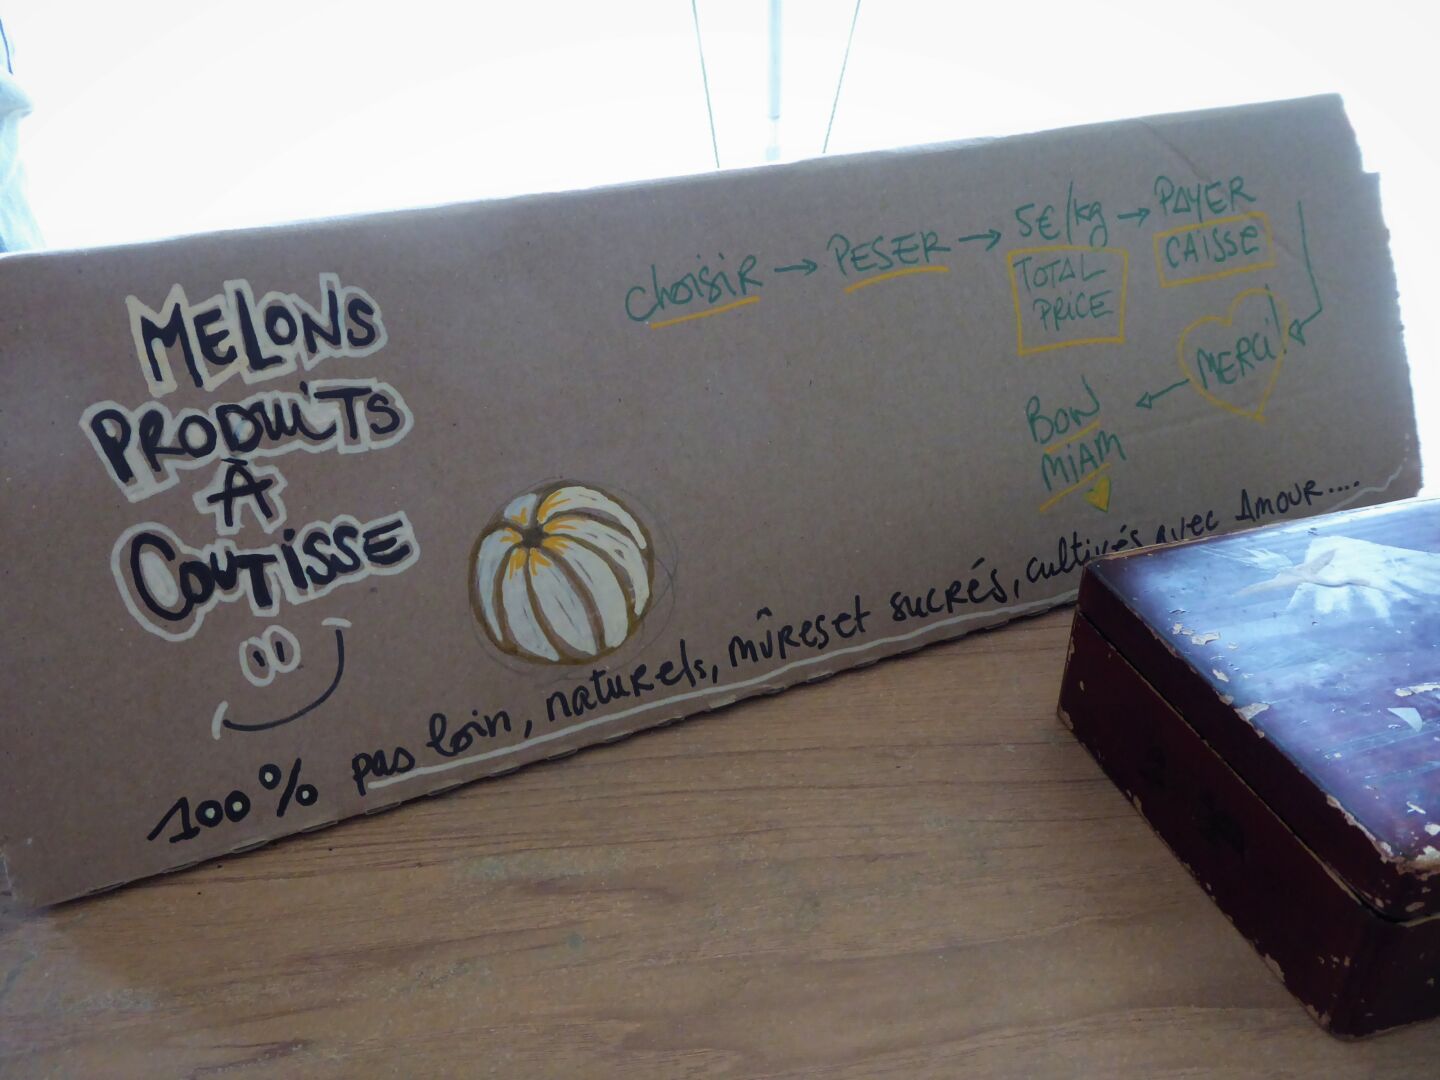 MELONS
PRODUITS
À
COUTISSE
choisir → PESER → 5€/kg → PAYER
TOTAL
PRICE
CAISSE
MERCI!
BON
MIAM
100% pas loin, naturels, mûres et sucrés, cultivés avec Amour....